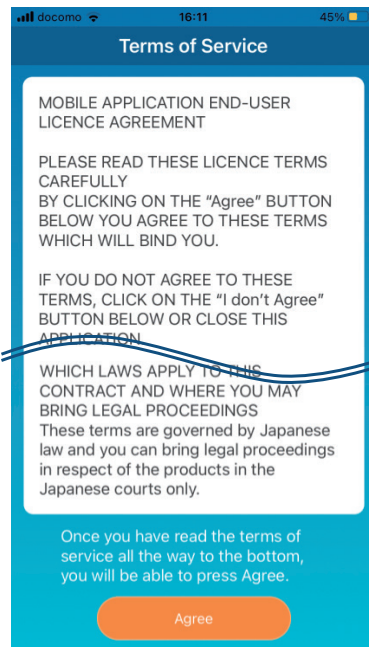 docomo 16:11 45%
Terms of Service
MOBILE APPLICATION END-USER
LICENCE AGREEMENT
PLEASE READ THESE LICENCE TERMS
CAREFULLY
BY CLICKING ON THE “Agree” BUTTON
BELOW YOU AGREE TO THESE TERMS
WHICH WILL BIND YOU.
IF YOU DO NOT AGREE TO THESE
TERMS, CLICK ON THE “I don’t Agree”
BUTTON BELOW OR CLOSE THIS
APPLICATION
WHICH LAWS APPLY TO THIS
CONTRACT AND WHERE YOU MAY
BRING LEGAL PROCEEDINGS
These terms are governed by Japanese
law and you can bring legal proceedings
in respect of the products in the
Japanese courts only.
Once you have read the terms of
service all the way to the bottom,
you will be able to press Agree.
Agree